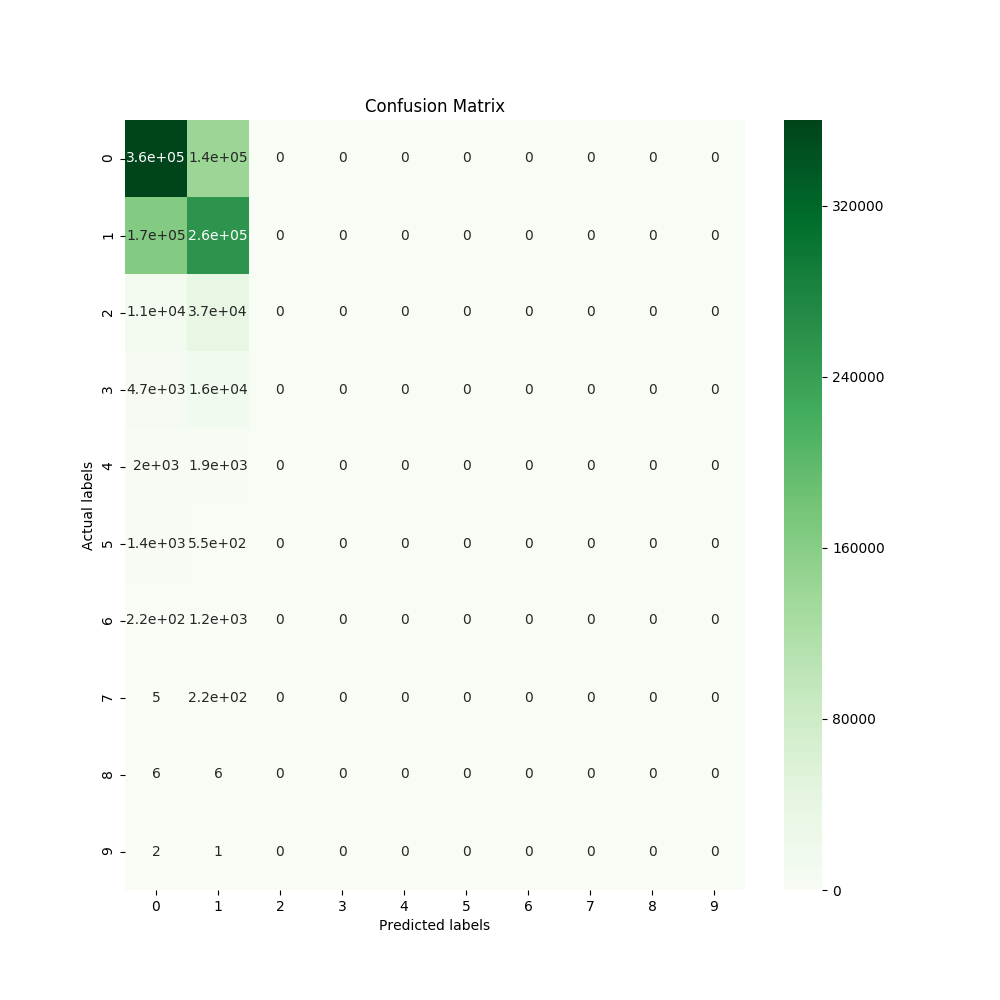 Confusion Matrix
0 3.6e+05 1.4e+05 0 0 0 0 0 0 0 0
1 1.7e+05 2.6e+05 0 0 0 0 0 0 0 0
2 1.1e+04 3.7e+04 0 0 0 0 0 0 0 0
3 4.7e+03 1.6e+04 0 0 0 0 0 0 0 0
4 2e+03 1.9e+03 0 0 0 0 0 0 0 0
5 1.4e+03 5.5e+02 0 0 0 0 0 0 0 0
6 2.2e+02 1.2e+03 0 0 0 0 0 0 0 0
7 5 2.2e+02 0 0 0 0 0 0 0 0
8 6 6 0 0 0 0 0 0 0 0
9 2 1 0 0 0 0 0 0 0 0
0 1 2 3 4 5 6 7 8 9
Predicted labels
Actual labels
320000
240000
160000
80000
0